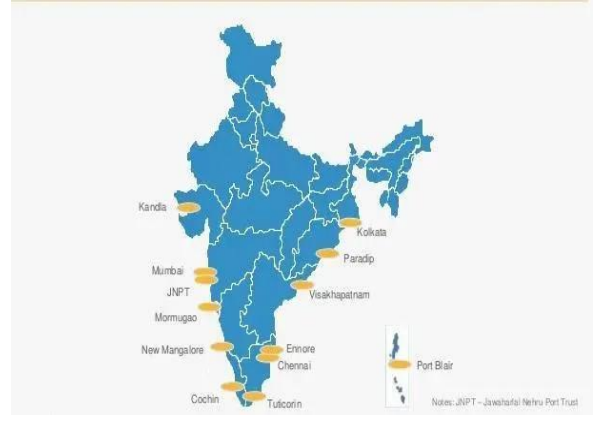 Kandla
Kolkata
Paradip
Mumbai
JNPT
Visakhapatnam
Mormugao
New Mangalore
Ennore
Chennai
Port Blair
Cochin
Tuticorin
Notes: JNPT – Jawaharlal Nehru Port Trust